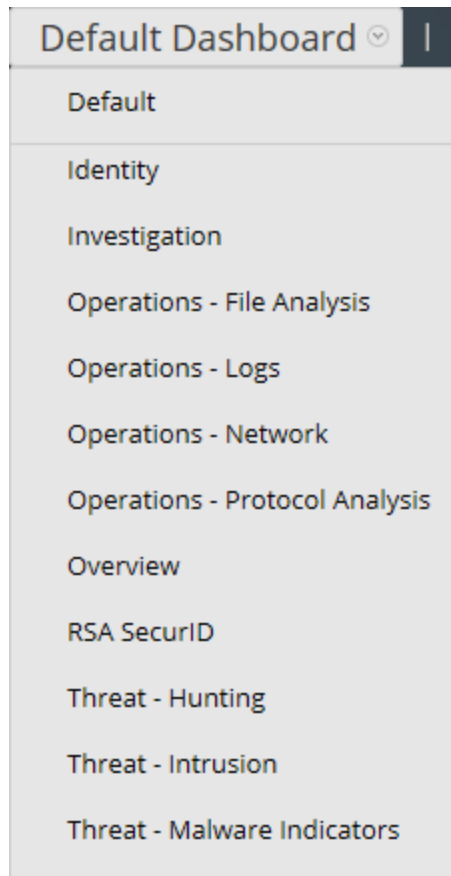 Default Dashboard
Default
Identity
Investigation
Operations - File Analysis
Operations - Logs
Operations - Network
Operations - Protocol Analysis
Overview
RSA SecurID
Threat - Hunting
Threat - Intrusion
Threat - Malware Indicators